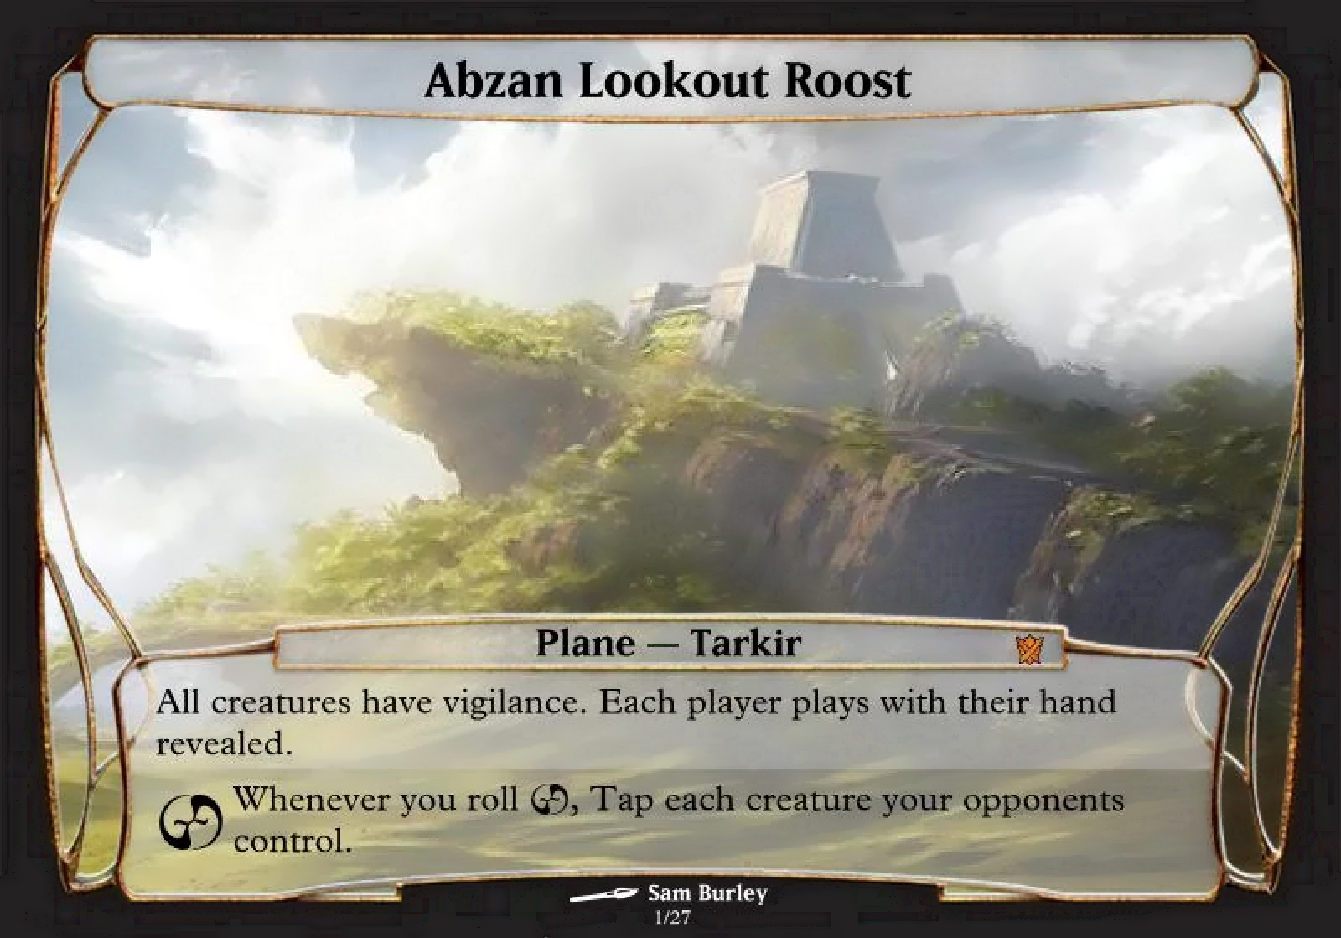 Abzan Lookout Roost
Plane — Tarkir
All creatures have vigilance. Each player plays with their hand
revealed.
Whenever you roll , Tap each creature your opponents
control.
Sam Burley
1/27